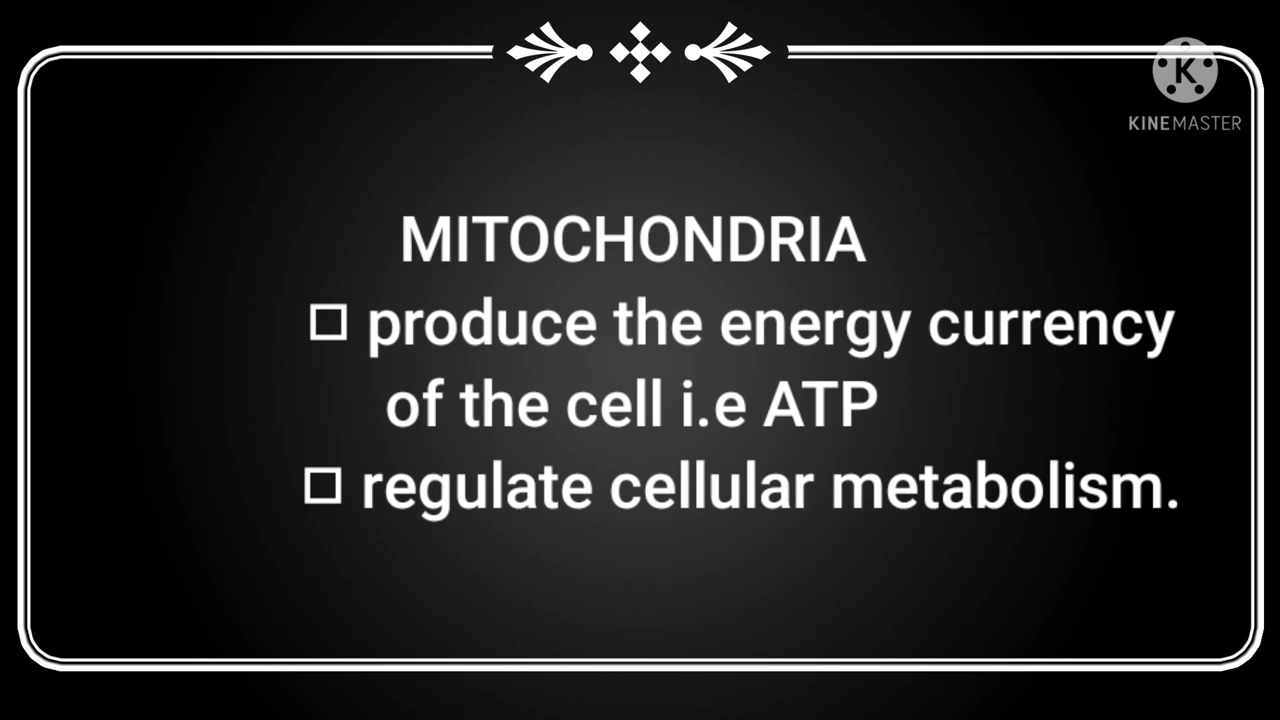 K
KINEMASTER
MITOCHONDRIA
□ produce the energy currency
of the cell i.e ATP
□ regulate cellular metabolism.